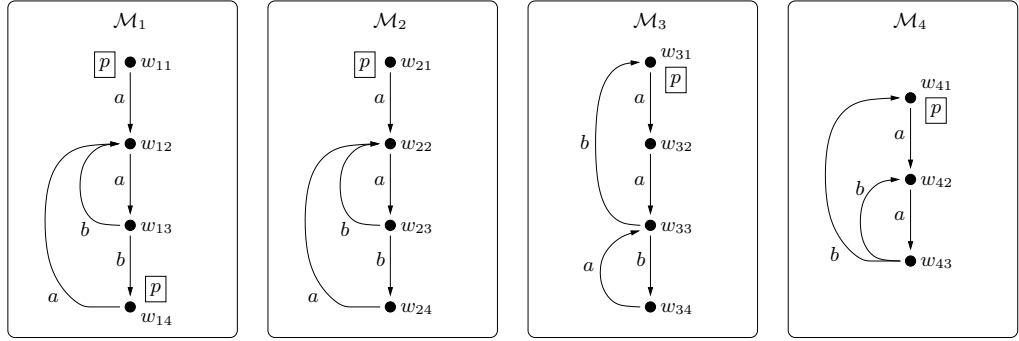 M₁
p w₁₁
a
w₁₂
a
b w₁₃
b
p
a w₁₄
M₂
p w₂₁
a
w₂₂
a
b w₂₃
b
a w₂₄
M₃
w₃₁
p
a
b w₃₂
a
w₃₃
a b
w₃₄
M₄
w₄₁
p
a
b w₄₂
a
b w₄₃